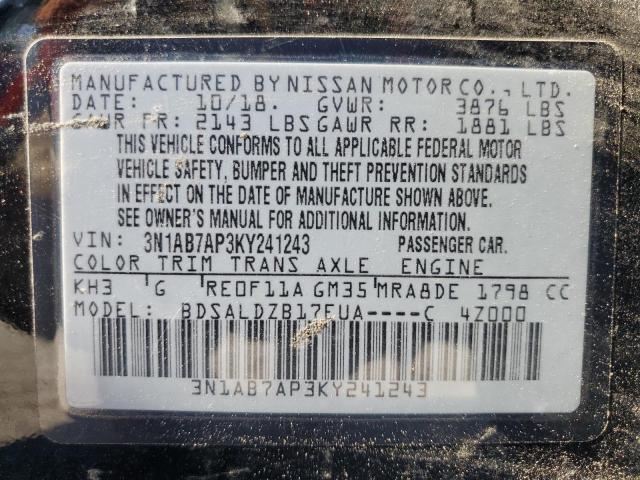 MANUFACTURED BY NISSAN MOTOR CO., LTD.
DATE: 10/18. GVWR: 3876 LBS
GAWR FR: 2143 LBS GAWR RR: 1881 LBS
THIS VEHICLE CONFORMS TO ALL APPLICABLE FEDERAL MOTOR
VEHICLE SAFETY, BUMPER AND THEFT PREVENTION STANDARDS
IN EFFECT ON THE DATE OF MANUFACTURE SHOWN ABOVE.
SEE OWNER'S MANUAL FOR ADDITIONAL INFORMATION.
VIN: 3N1AB7AP3KY241243 PASSENGER CAR.
COLOR TRIM TRANS AXLE ENGINE
KH3 G RE0F11A GM35 MRA8DE 1798 CC
MODEL: BDSALDZB17EUA----C 4Z000
3N1AB7AP3KY241243